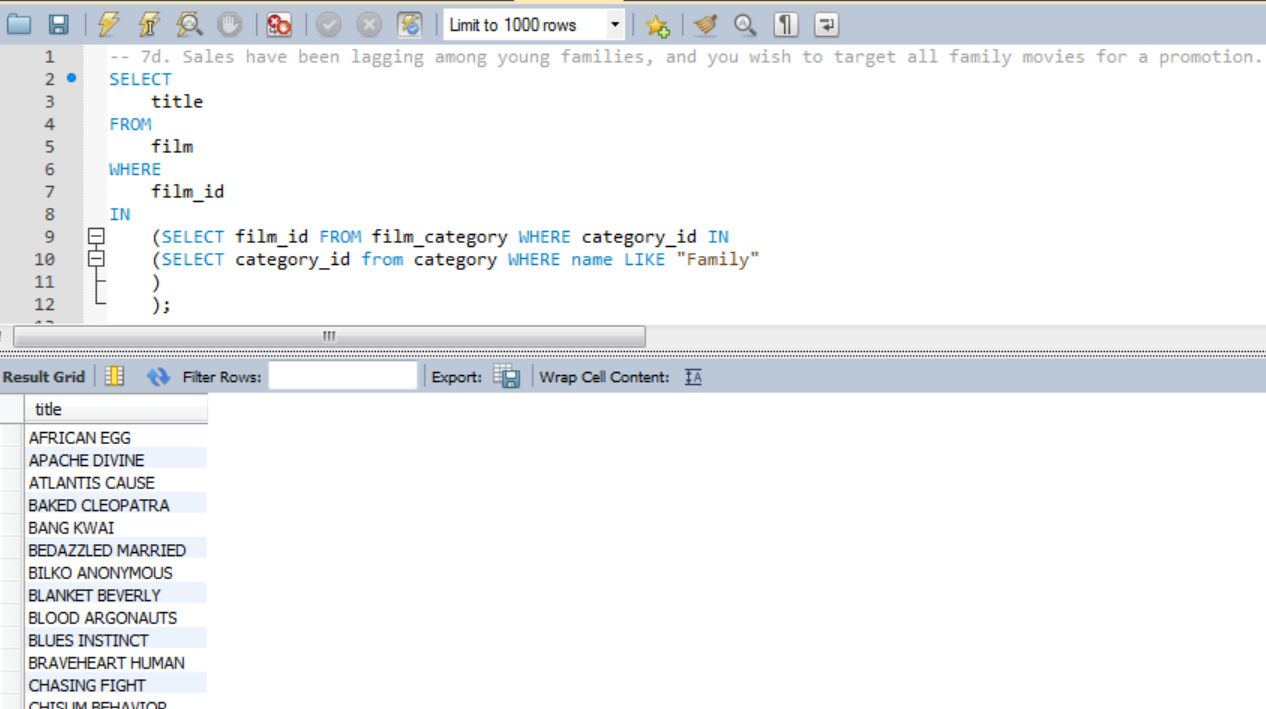 Limit to 1000 rows
1 -- 7d. Sales have been lagging among young families, and you wish to target all family movies for a promotion.
2 SELECT
3 title
4 FROM
5 film
6 WHERE
7 film_id
8 IN
9 (SELECT film_id FROM film_category WHERE category_id IN
10 (SELECT category_id from category WHERE name LIKE "Family"
11 )
12 );
Result Grid Filter Rows: Export: Wrap Cell Content:
title
AFRICAN EGG
APACHE DIVINE
ATLANTIS CAUSE
BAKED CLEOPATRA
BANG KWAI
BEDAZZLED MARRIED
BILKO ANONYMOUS
BLANKET BEVERLY
BLOOD ARGONAUTS
BLUES INSTINCT
BRAVEHEART HUMAN
CHASING FIGHT
CHISUM BEHAVIOR